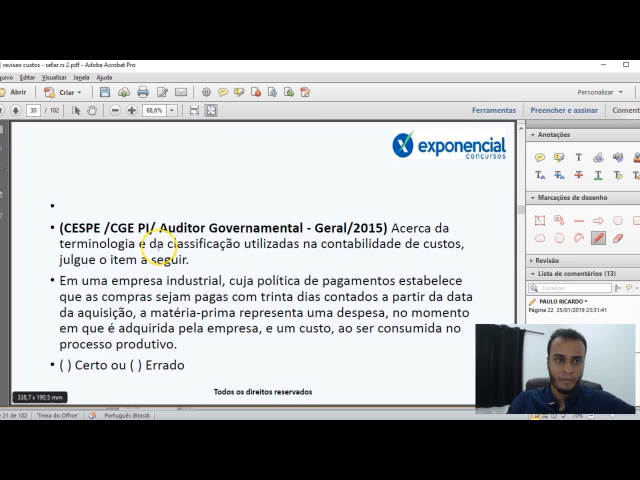 revisao custos - sefaz rs 2.pdf - Adobe Acrobat Pro
quivo Editar Visualizar Janela Ajuda
Abrir Criar Personalizar
30 / 102 68,6% Ferramentas Preencher e assinar Coment
exponencial
concursos
(CESPE /CGE PI/ Auditor Governamental - Geral/2015) Acerca da
terminologia e da classificação utilizadas na contabilidade de custos,
julgue o item a seguir.
Em uma empresa industrial, cuja política de pagamentos estabelece
que as compras sejam pagas com trinta dias contados a partir da data
da aquisição, a matéria-prima representa uma despesa, no momento
em que é adquirida pela empresa, e um custo, ao ser consumida no
processo produtivo.
( ) Certo ou ( ) Errado
Todos os direitos reservados
338,7 x 190,5 mm
21 de 102 "Tema do Office" Português (Brasil)
Anotações
Marcações de desenho
Revisão
Lista de comentários (13)
Localizar
PAULO RICARDO
Página 22 25/01/2019 23:31:41